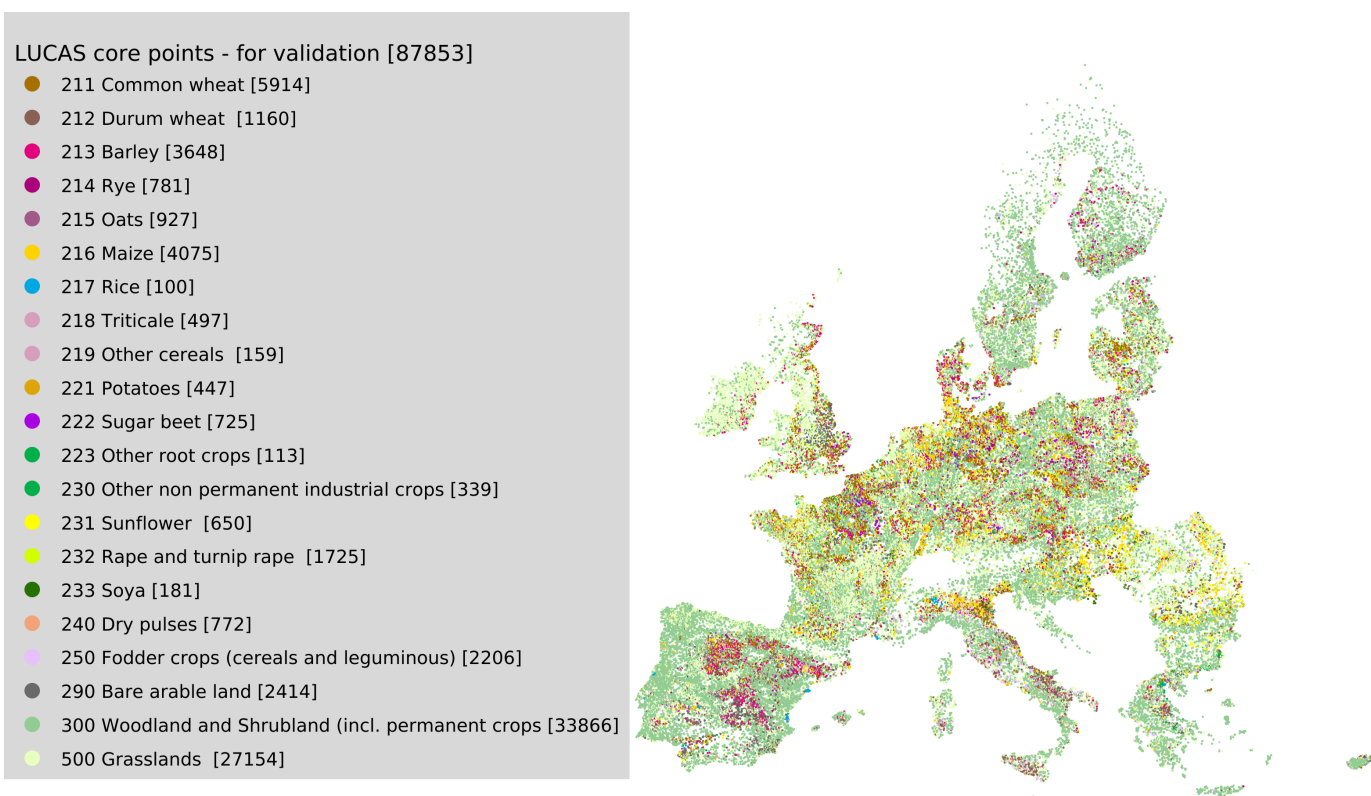 LUCAS core points - for validation [87853]
211 Common wheat [5914]
212 Durum wheat  [1160]
213 Barley [3648]
214 Rye [781]
215 Oats [927]
216 Maize [4075]
217 Rice [100]
218 Triticale [497]
219 Other cereals  [159]
221 Potatoes [447]
222 Sugar beet [725]
223 Other root crops [113]
230 Other non permanent industrial crops [339]
231 Sunflower  [650]
232 Rape and turnip rape  [1725]
233 Soya [181]
240 Dry pulses [772]
250 Fodder crops (cereals and leguminous) [2206]
290 Bare arable land [2414]
300 Woodland and Shrubland (incl. permanent crops [33866]
500 Grasslands  [27154]